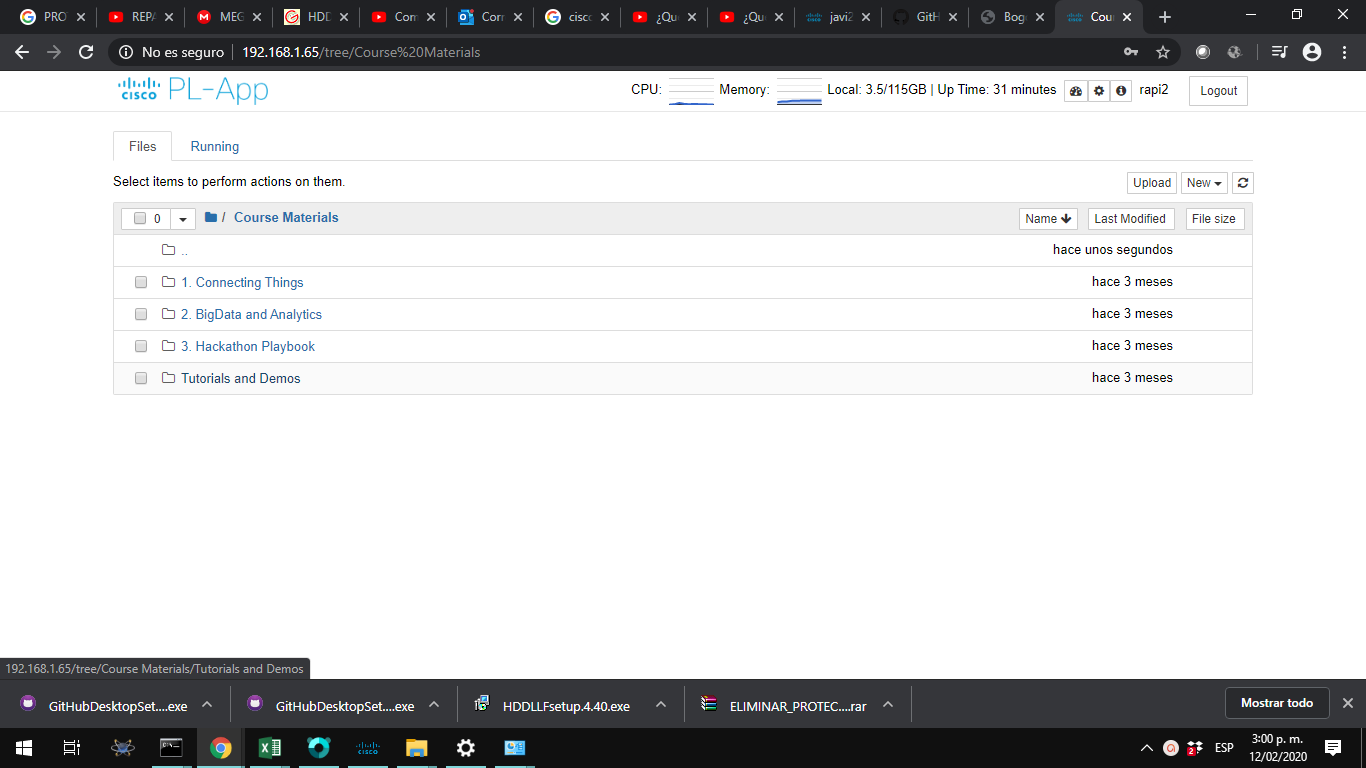 PRO
REPA
MEG
HDD
Com
Corr
cisco
¿Qu
¿Qu
javi2
GitH
Bog
Cou
No es seguro | 192.168.1.65/tree/Course%20Materials
cisco PL-App
CPU: Memory: Local: 3.5/115GB | Up Time: 31 minutes rapi2 Logout
Files Running
Select items to perform actions on them. Upload New
0 / Course Materials Name Last Modified File size
.. hace unos segundos
1. Connecting Things hace 3 meses
2. BigData and Analytics hace 3 meses
3. Hackathon Playbook hace 3 meses
Tutorials and Demos hace 3 meses
192.168.1.65/tree/Course Materials/Tutorials and Demos
GitHubDesktopSet....exe GitHubDesktopSet....exe HDDLLFsetup.4.40.exe ELIMINAR_PROTEC....rar Mostrar todo
cisco 2 ESP 3:00 p. m.
12/02/2020